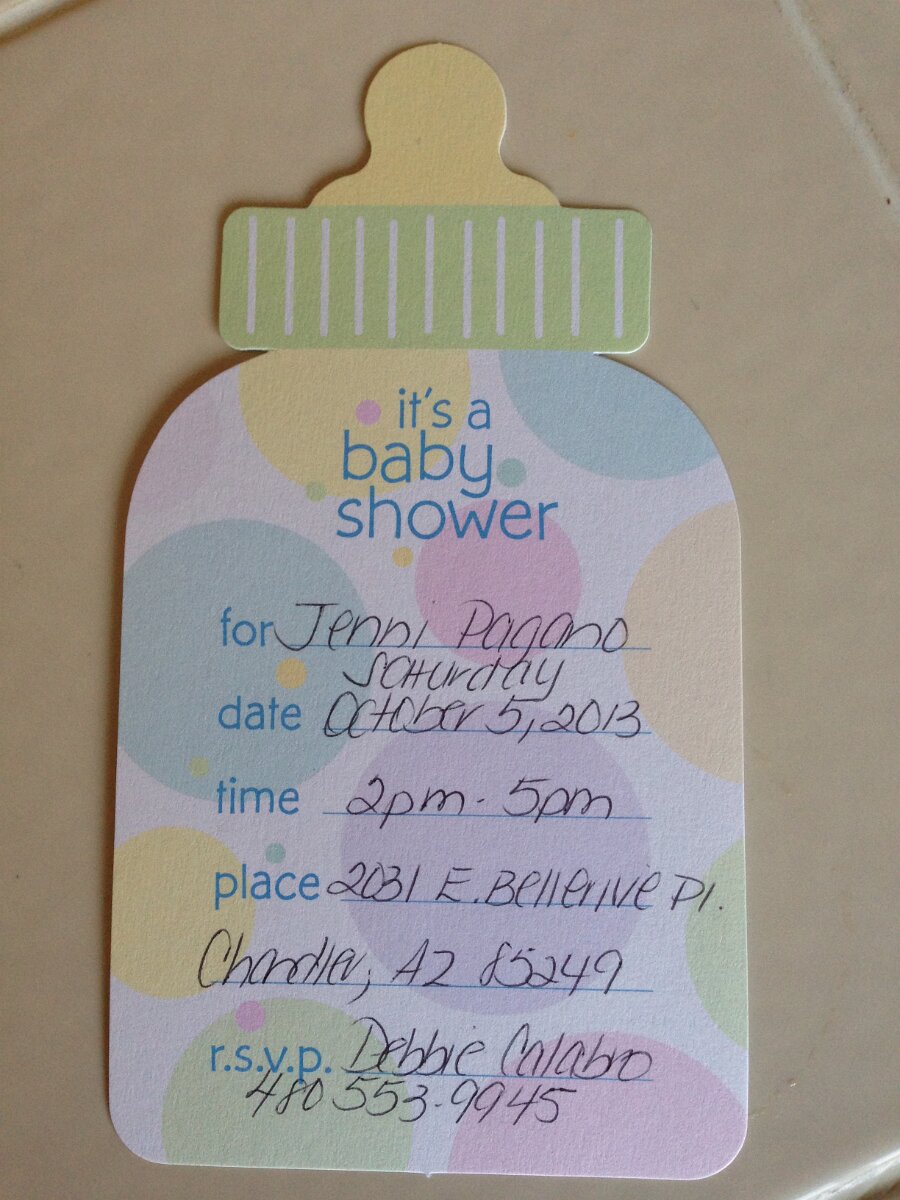 it's a
baby
shower
for Jenni Pagano
Saturday
date October 5, 2013
time 2pm - 5pm
place 2031 E. Bellerive Pl.
Chandler, AZ 85249
r.s.v.p. Debbie Calabro
480 553-9945